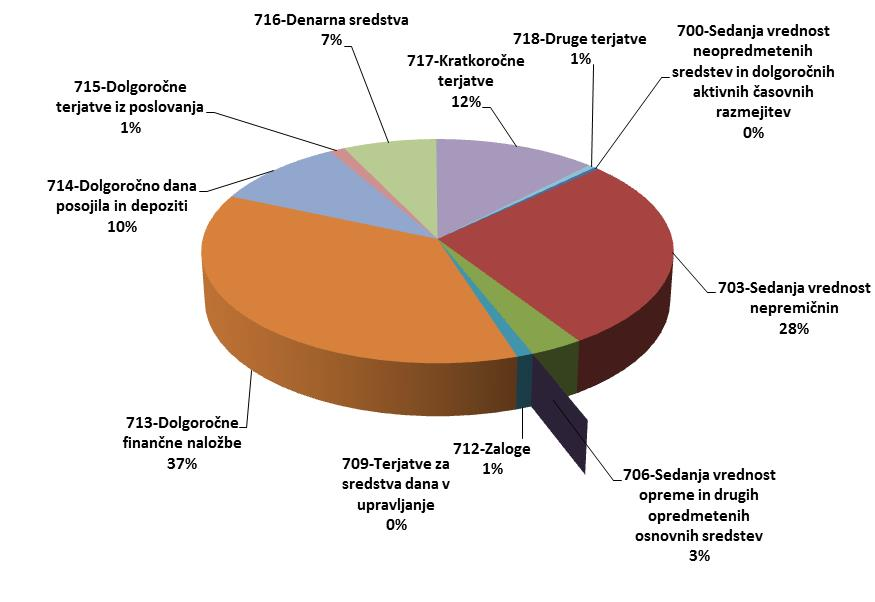 716-Denarna sredstva
7%
717-Kratkoročne
terjatve
12%
718-Druge terjatve
1%
700-Sedanja vrednost
neopredmetenih
sredstev in dolgoročnih
aktivnih časovnih
razmejitev
0%
715-Dolgoročne
terjatve iz poslovanja
1%
714-Dolgoročno dana
posojila in depoziti
10%
703-Sedanja vrednost
nepremičnin
28%
713-Dolgoročne
finančne naložbe
37%
709-Terjatve za
sredstva dana v
upravljanje
0%
712-Zaloge
1%
706-Sedanja vrednost
opreme in drugih
opredmetenih
osnovnih sredstev
3%